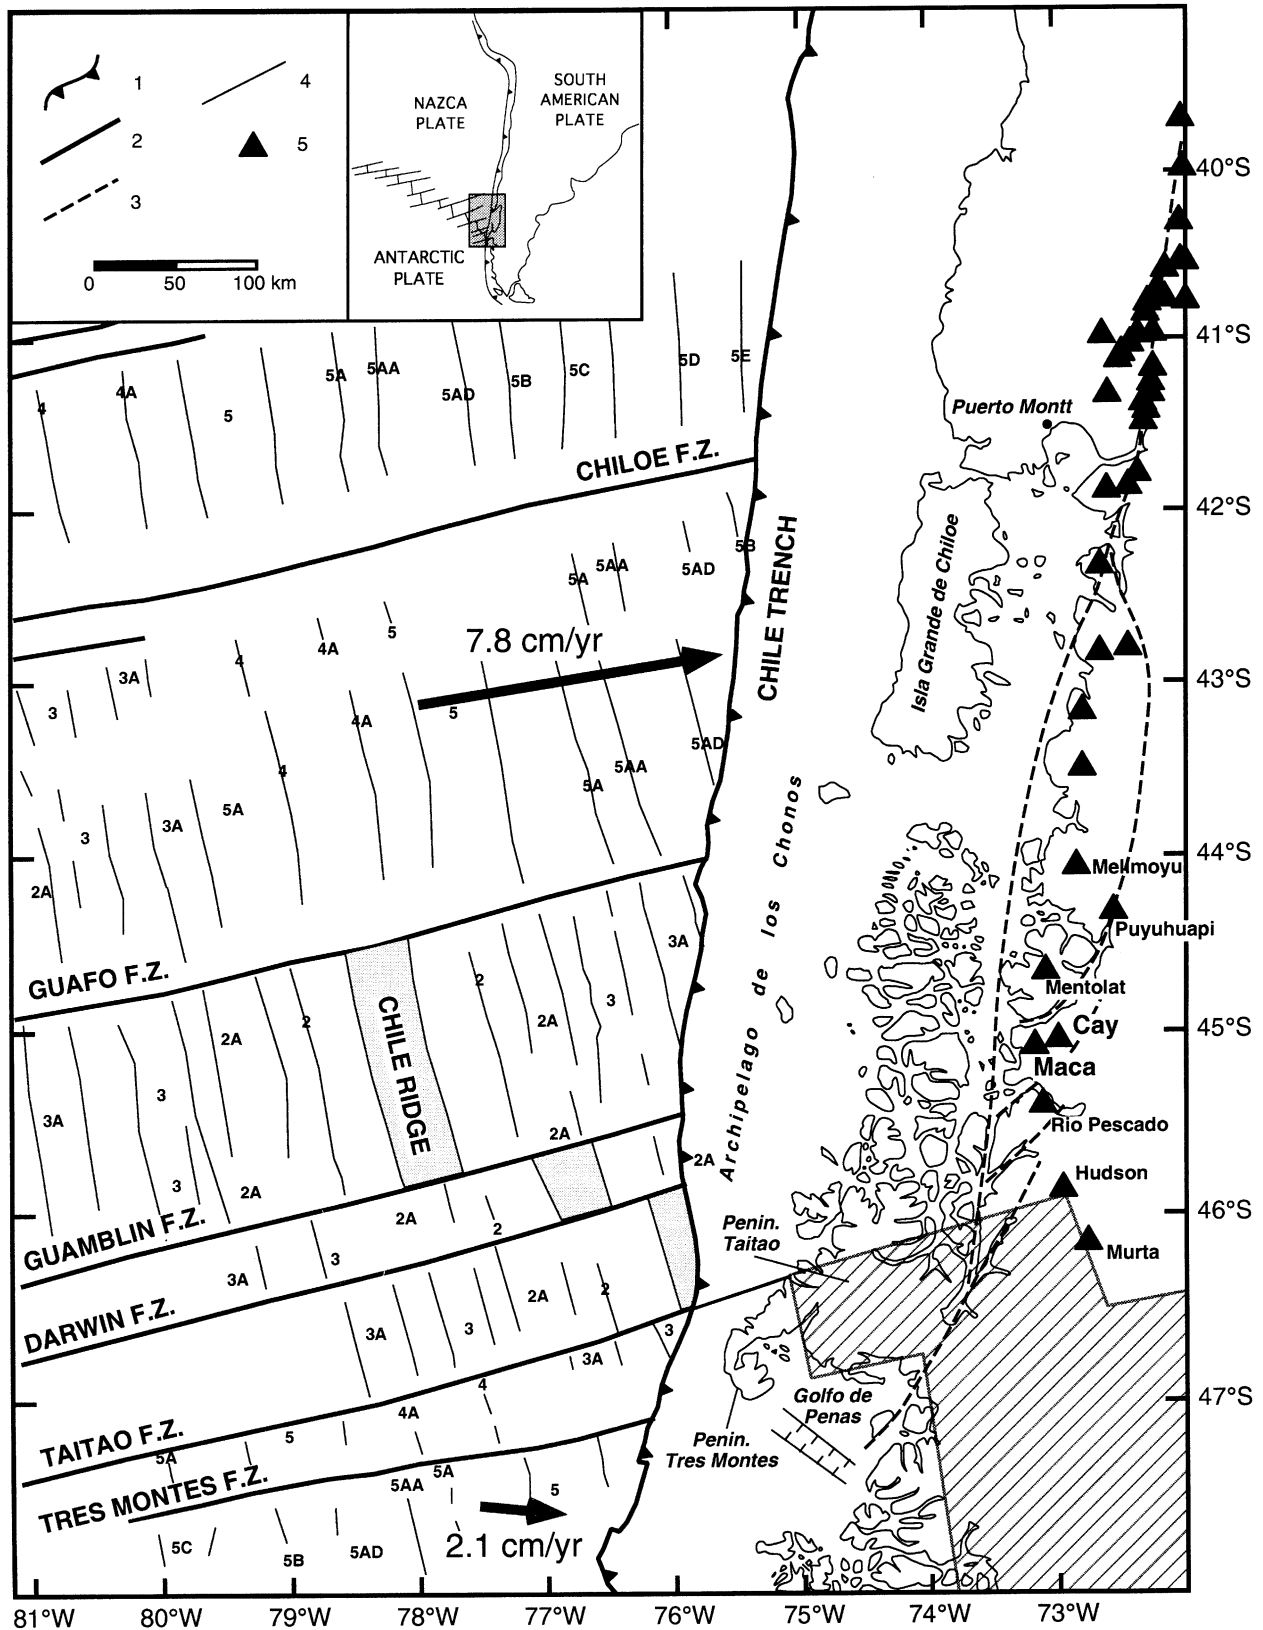 1
4
2
5
3
0 50 100 km
SOUTH
AMERICAN
PLATE
NAZCA
PLATE
ANTARCTIC
PLATE
40°S
41°S
42°S
43°S
44°S
45°S
46°S
47°S
5D
5E
5C
5AA
5A
5B
4A
5AD
4
5
Puerto Montt
CHILOE F.Z.
CHILE TRENCH
Isla Grande de Chiloe
5B
5AA
5AD
5A
5
7.8 cm/yr
4A
4
3A
3
5
4A
5AD
5AA
4
5A
5A
3A
3
2A
Archipelago de los Chonos
Melimoyu
Puyuhuapi
Mentolat
Cay
Maca
Rio Pescado
Hudson
Murta
GUAFO F.Z.
CHILE RIDGE
3A
2
3
2
2A
2A
3
3A
2A
2A
3
2A
GUAMBLIN F.Z.
2A
2
3
3A
Penin.
Taitao
DARWIN F.Z.
2A
2
3
3
3A
3A
4
Golfo de
Penas
Penin.
Tres Montes
TAITAO F.Z.
4A
5
5A
5A
5AA
5
TRES MONTES F.Z.
2.1 cm/yr
5C
5B
5AD
81°W 80°W 79°W 78°W 77°W 76°W 75°W 74°W 73°W